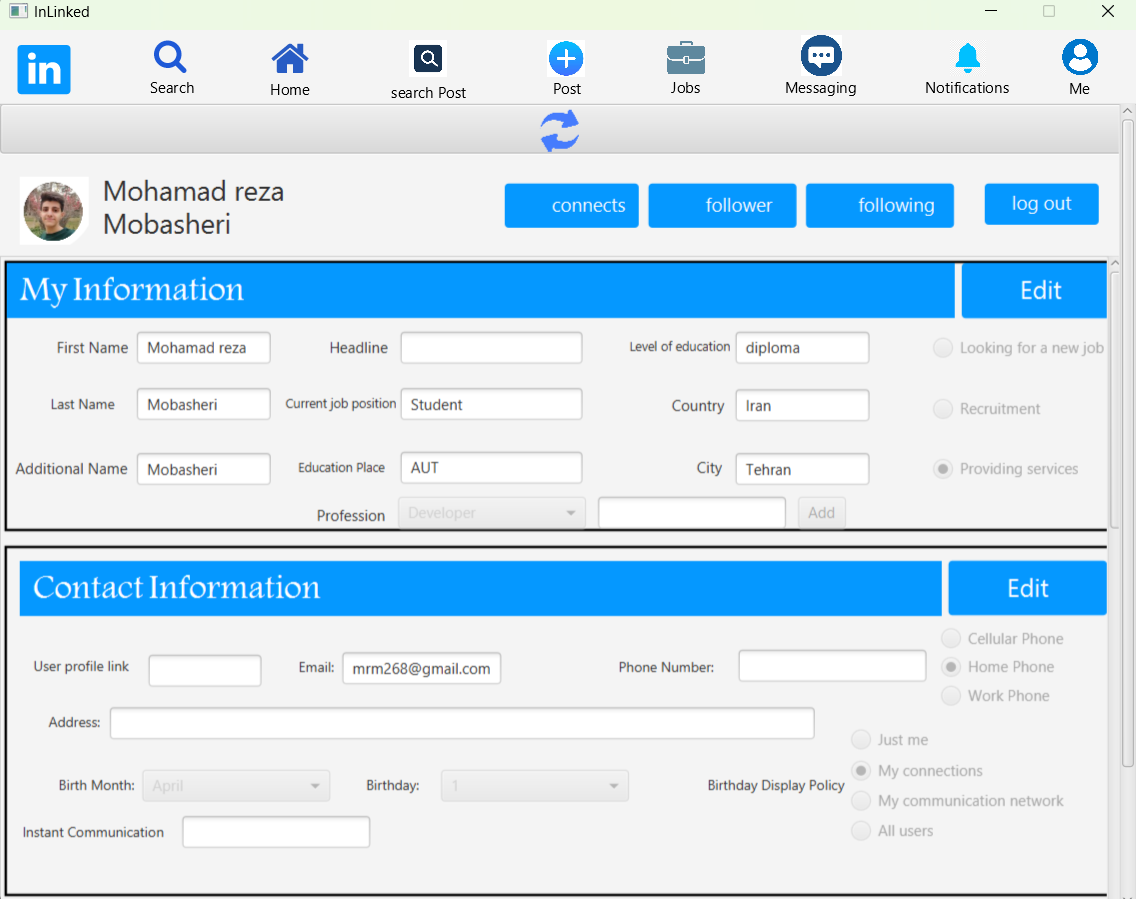 InLinked
in
Search
Home
search Post
Post
Jobs
Messaging
Notifications
Me
Mohamad reza
Mobasheri
connects
follower
following
log out
My Information
Edit
First Name Mohamad reza Headline Level of education diploma Looking for a new job
Last Name Mobasheri Current job position Student Country Iran Recruitment
Additional Name Mobasheri Education Place AUT City Tehran Providing services
Profession Developer Add
Contact Information
Edit
Cellular Phone
User profile link Email: mrm268@gmail.com Phone Number: Home Phone
Work Phone
Address:
Just me
My connections
Birth Month: April Birthday: 1 Birthday Display Policy
My communication network
Instant Communication All users